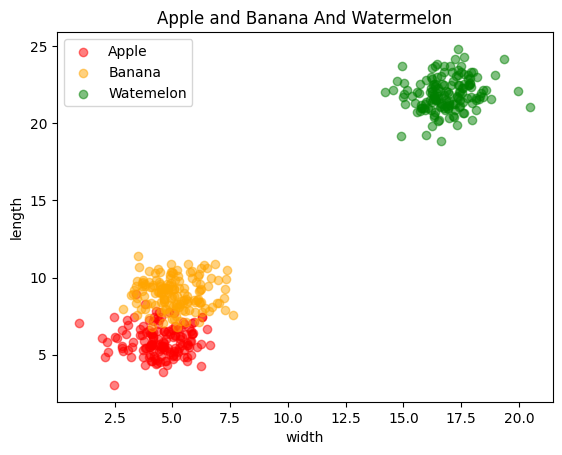 Apple and Banana And Watermelon
25
20
15
10
5
length
Apple
Banana
Watemelon
2.5 5.0 7.5 10.0 12.5 15.0 17.5 20.0
width